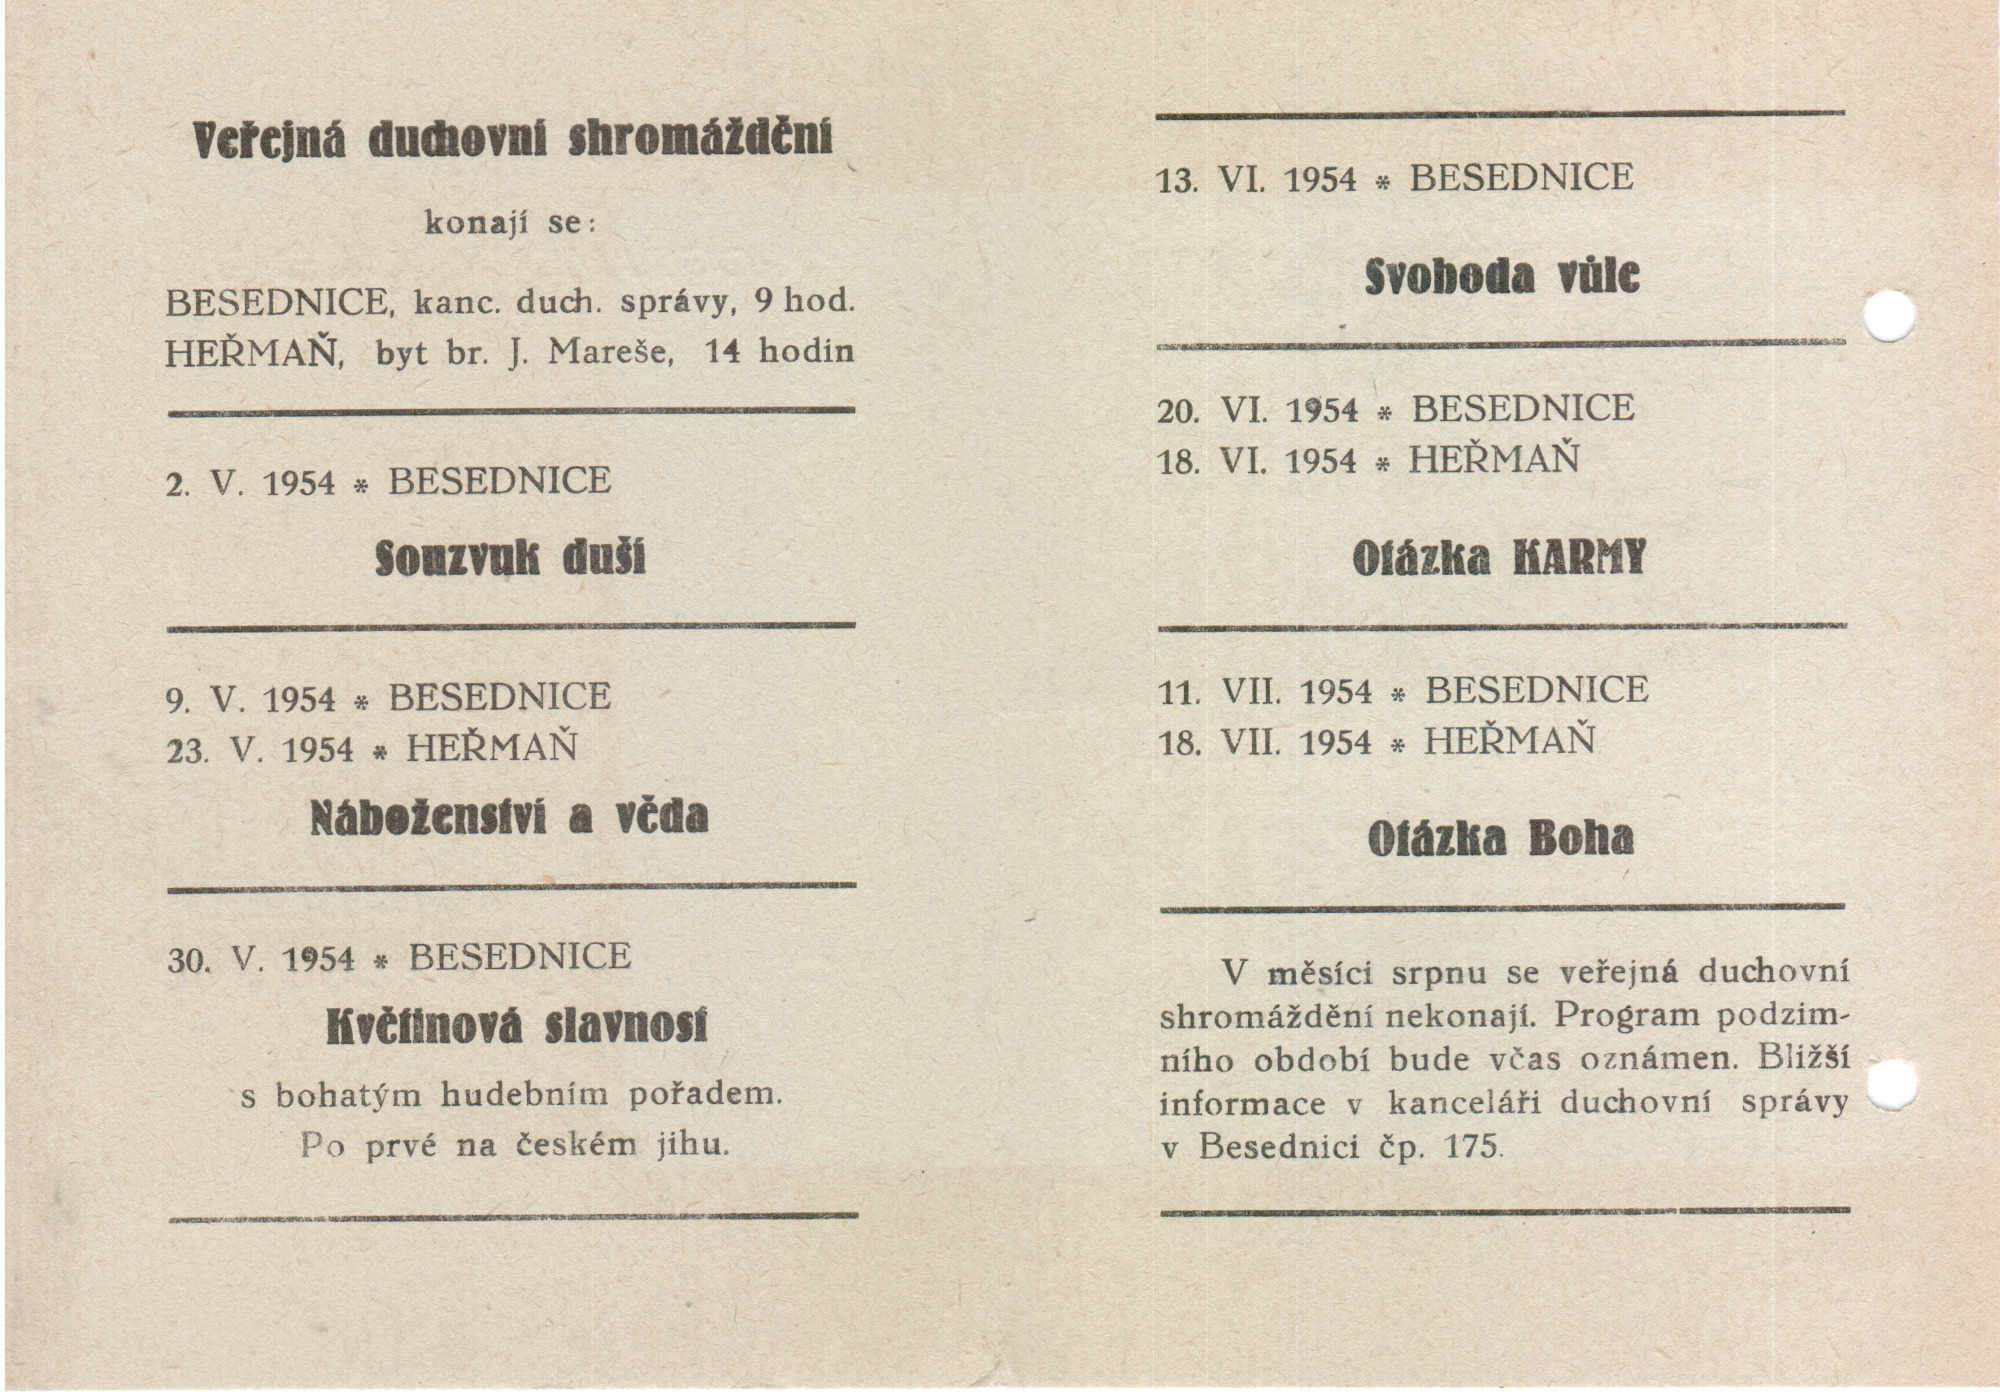 Veřejná duchovní shromáždění
konají se:
BESEDNICE, kanc. duch. správy, 9 hod.
HEŘMAŇ, byt br. J. Mareše, 14 hodin
2. V. 1954 * BESEDNICE
Souzvuk duší
9. V. 1954 * BESEDNICE
23. V. 1954 * HEŘMAŇ
Náboženství a věda
30. V. 1954 * BESEDNICE
Květinová slavnost
s bohatým hudebním pořadem.
Po prvé na českém jihu.
13. VI. 1954 * BESEDNICE
Svoboda vůle
20. VI. 1954 * BESEDNICE
18. VI. 1954 * HEŘMAŇ
Otázka KARMY
11. VII. 1954 * BESEDNICE
18. VII. 1954 * HEŘMAŇ
Otázka Boha
V měsíci srpnu se veřejná duchovní
shromáždění nekonají. Program podzim-
ního období bude včas oznámen. Bližší
informace v kanceláři duchovní správy
v Besednici čp. 175.